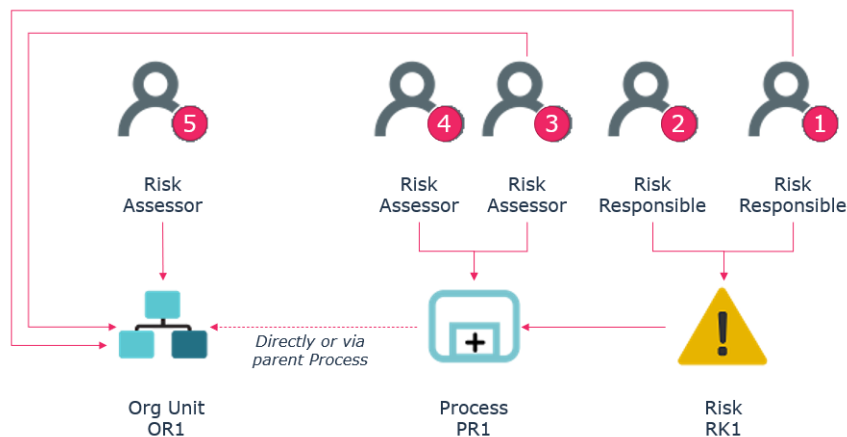 5
4
3
2
1
Risk
Assessor
Risk
Assessor
Risk
Assessor
Risk
Responsible
Risk
Responsible
Directly or via
parent Process
Org Unit
OR1
Process
PR1
Risk
RK1